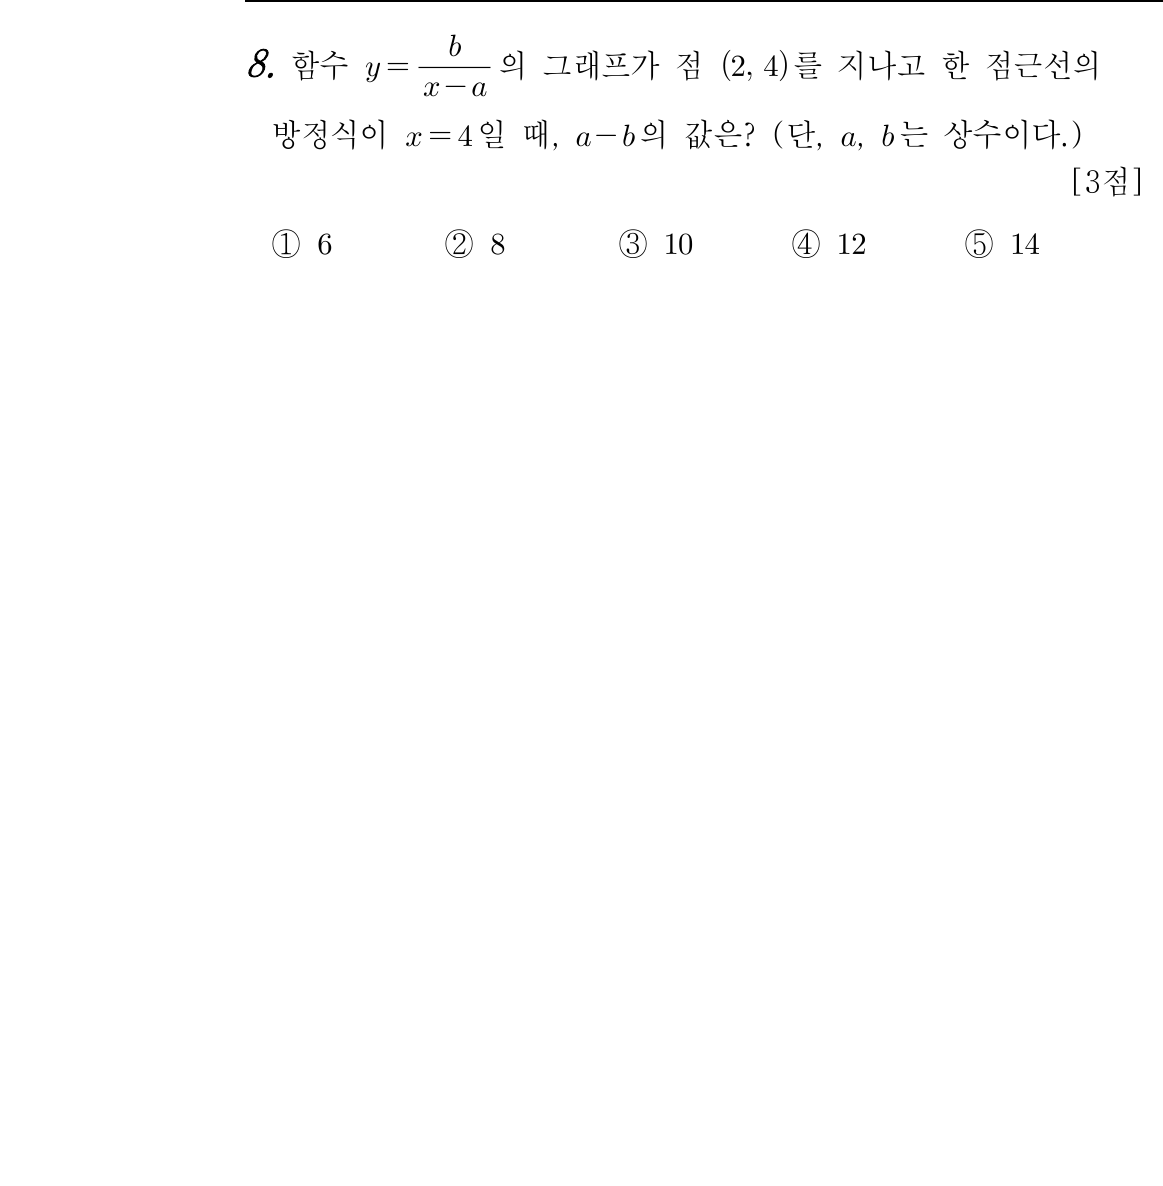 8. 함수 y = b/(x-a) 의 그래프가 점 (2, 4)를 지나고 한 점근선의
방정식이 x = 4일 때, a-b의 값은? (단, a, b는 상수이다.)
[3점]
① 6 ② 8 ③ 10 ④ 12 ⑤ 14